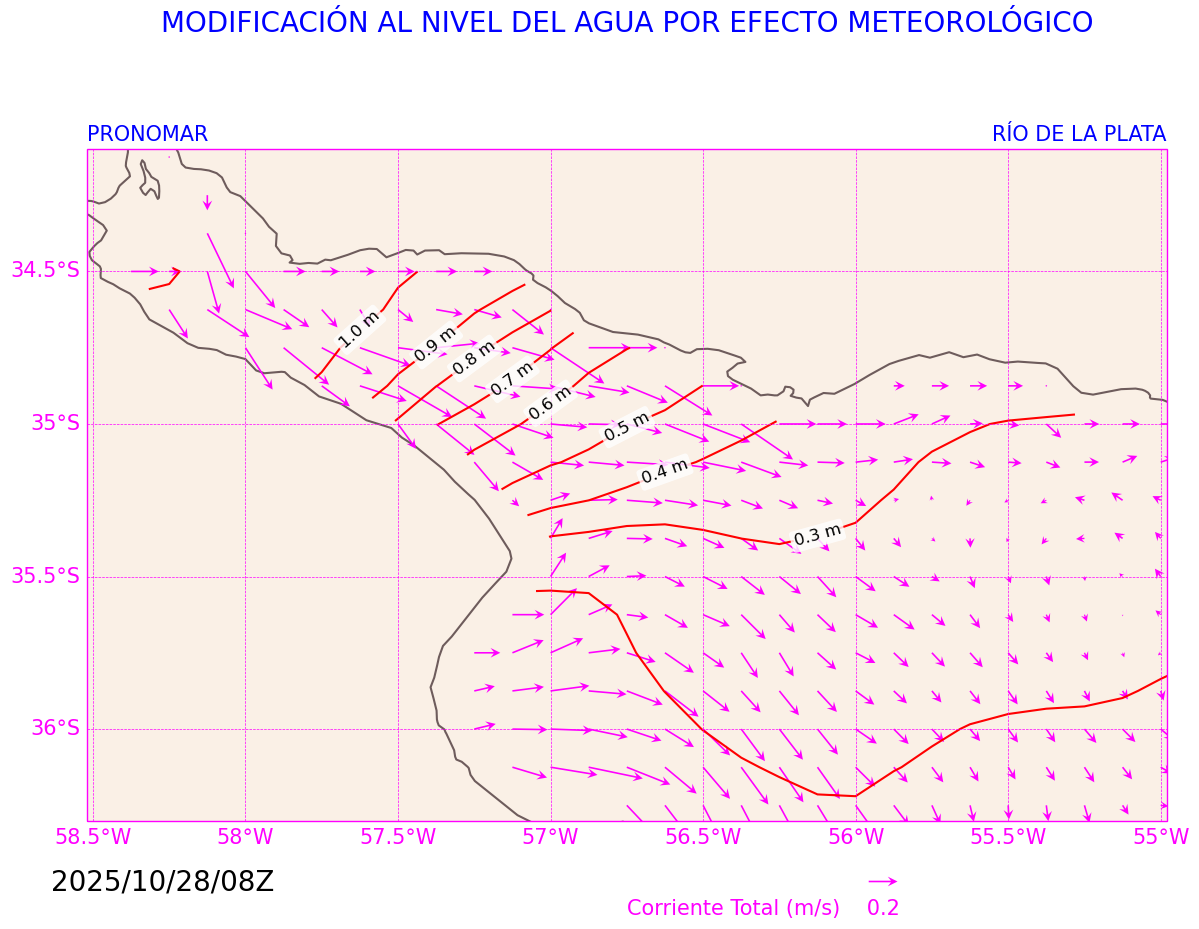 MODIFICACIÓN AL NIVEL DEL AGUA POR EFECTO METEOROLÓGICO
PRONOMAR
RÍO DE LA PLATA
34.5°S
35°S
35.5°S
36°S
1.0 m
0.9 m
0.8 m
0.7 m
0.6 m
0.5 m
0.4 m
0.3 m
58.5°W
58°W
57.5°W
57°W
56.5°W
56°W
55.5°W
55°W
2025/10/28/08Z
Corriente Total (m/s) 0.2